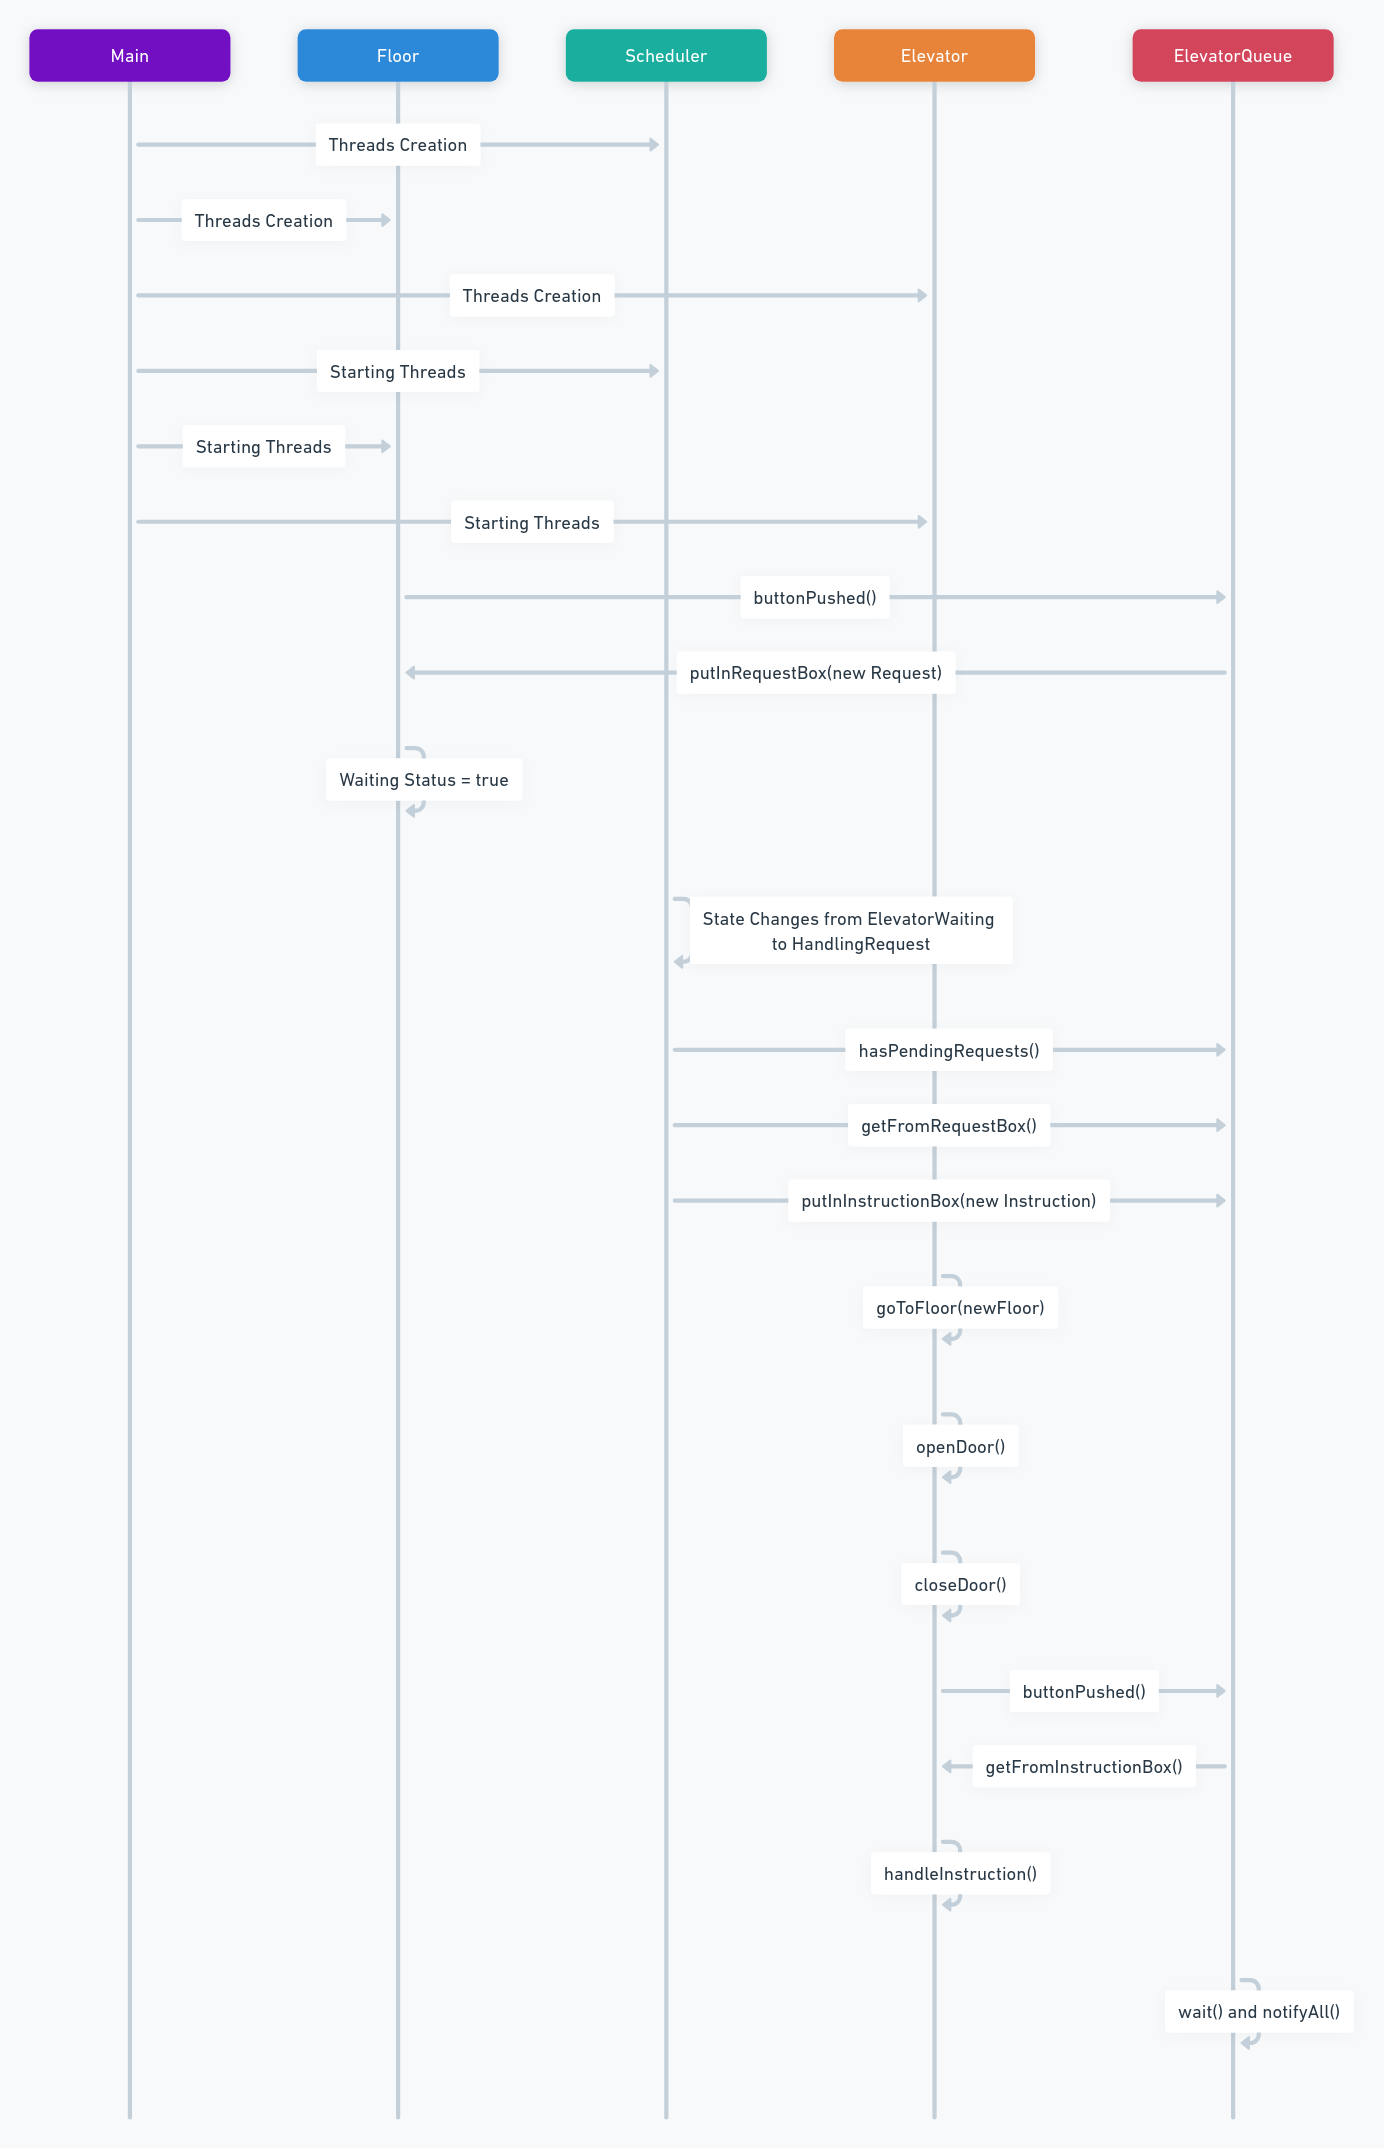 Main
Floor
Scheduler
Elevator
ElevatorQueue
Threads Creation
Threads Creation
Threads Creation
Starting Threads
Starting Threads
Starting Threads
buttonPushed()
putInRequestBox(new Request)
Waiting Status = true
State Changes from ElevatorWaiting
to HandlingRequest
hasPendingRequests()
getFromRequestBox()
putInInstructionBox(new Instruction)
goToFloor(newFloor)
openDoor()
closeDoor()
buttonPushed()
getFromInstructionBox()
handleInstruction()
wait() and notifyAll()